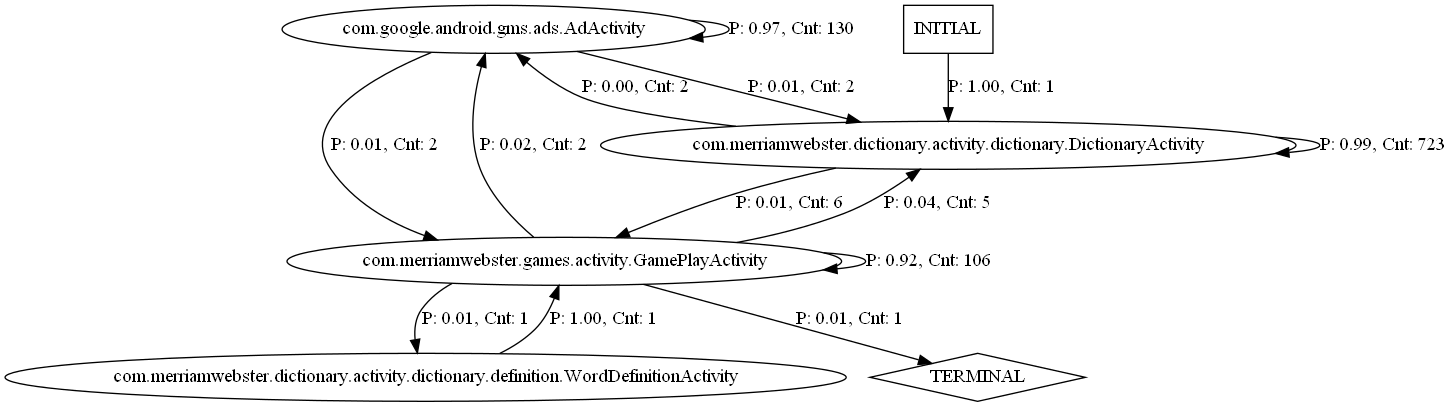 com.google.android.gms.ads.AdActivity
P: 0.97, Cnt: 130
INITIAL
P: 0.00, Cnt: 2
P: 0.01, Cnt: 2
P: 1.00, Cnt: 1
P: 0.01, Cnt: 2
P: 0.02, Cnt: 2
com.merriamwebster.dictionary.activity.dictionary.DictionaryActivity
P: 0.99, Cnt: 723
P: 0.01, Cnt: 6
P: 0.04, Cnt: 5
com.merriamwebster.games.activity.GamePlayActivity
P: 0.92, Cnt: 106
P: 0.01, Cnt: 1
P: 1.00, Cnt: 1
P: 0.01, Cnt: 1
com.merriamwebster.dictionary.activity.dictionary.definition.WordDefinitionActivity
TERMINAL